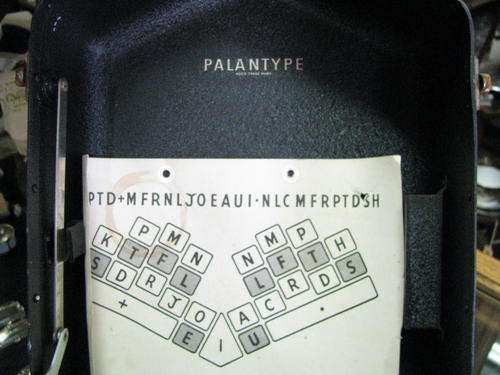 PALANTYPE
PTD+MFRNLJOEAUI·NLCMFRPTDSH
P M N N M P
K T F L L F T H
S D R J O A C R D S
+ E I U ·